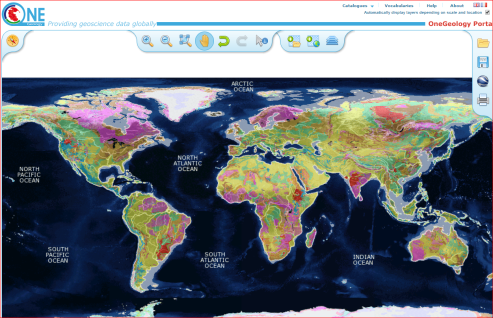 Catalogues Vocabularies Help About
Automatically display layers depending on scale and location
ONE
Providing geoscience data globally
OneGeology Porta
ARCTIC
OCEAN
NORTH
PACIFIC
OCEAN
NORTH
ATLANTIC
OCEAN
SOUTH
PACIFIC
OCEAN
SOUTH
ATLANTIC
OCEAN
INDIAN
OCEAN